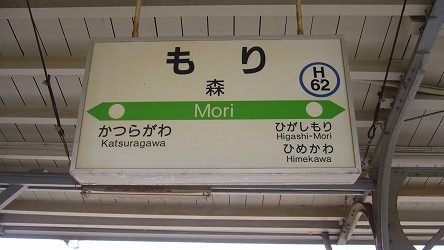 もり
森
H
62
Mori
かつらがわ
Katsuragawa
ひがしもり
Higashi-Mori
ひめかわ
Himekawa